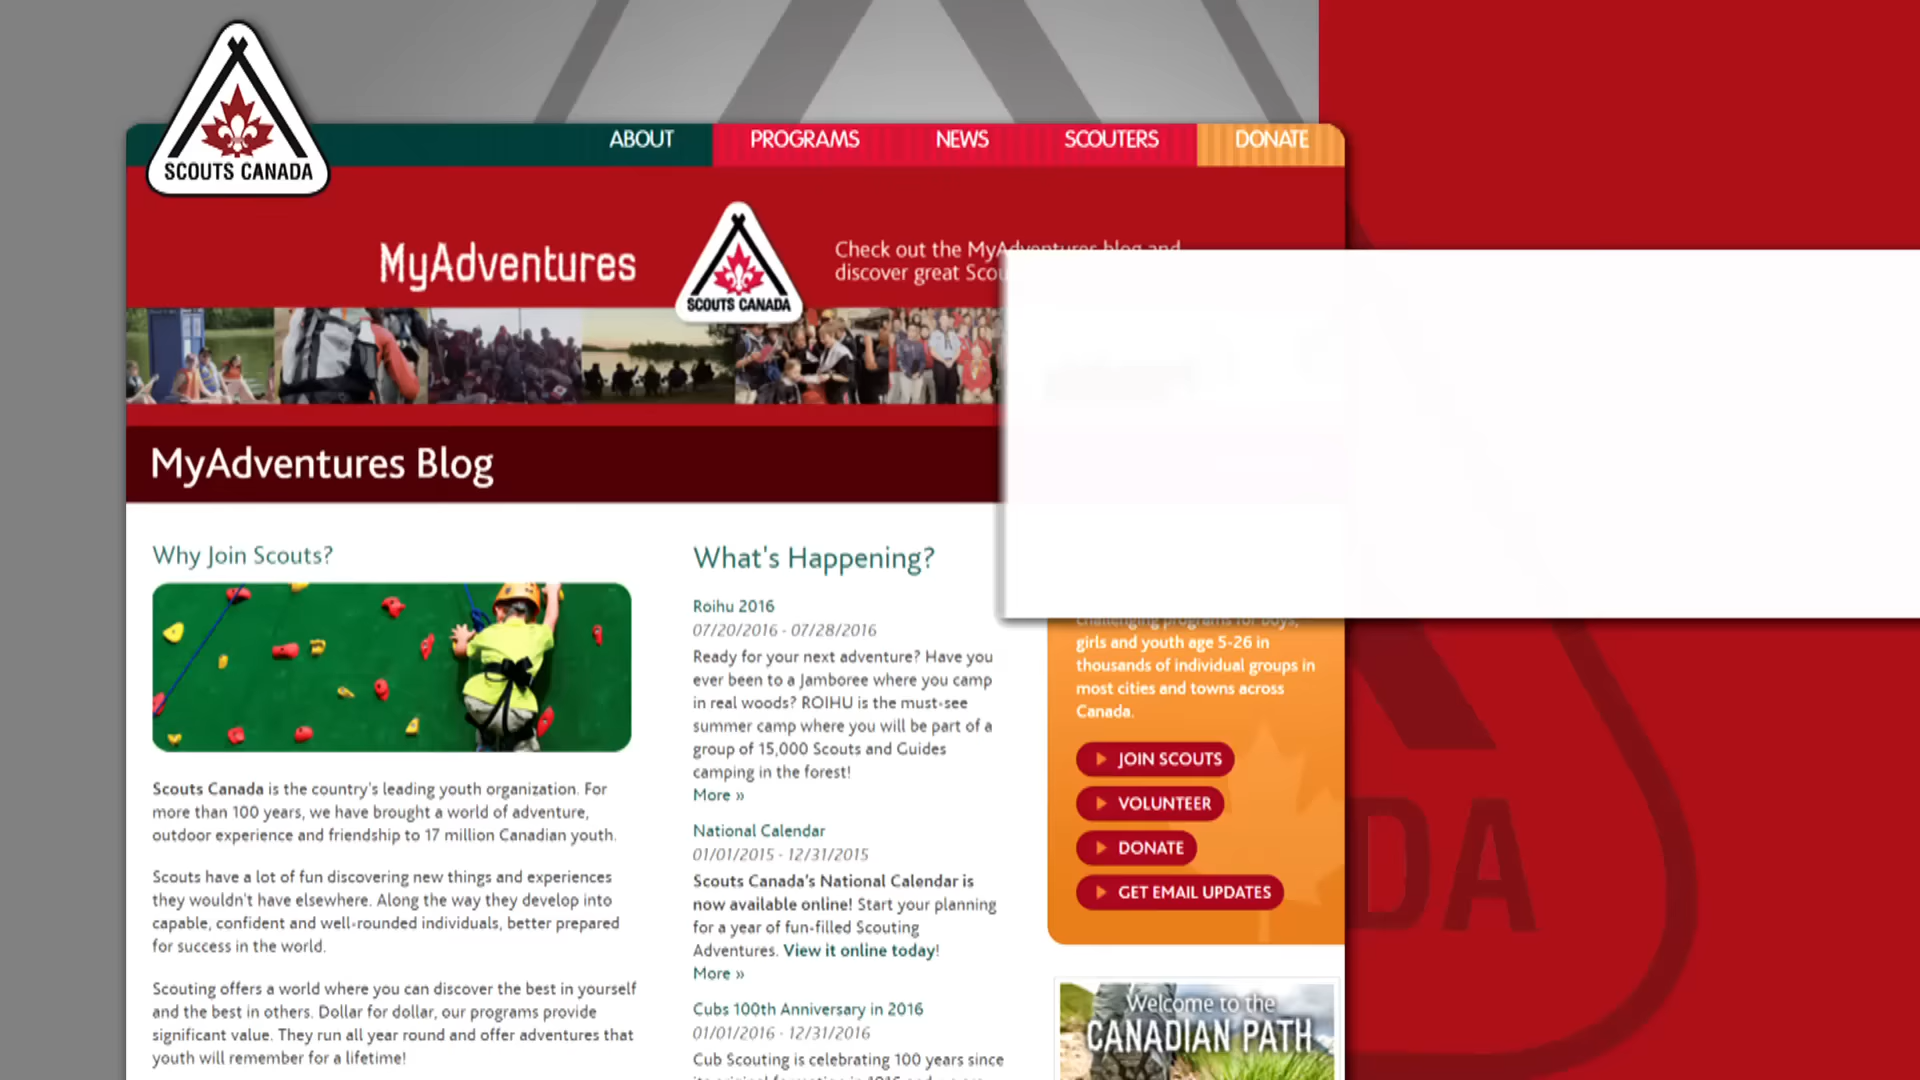 SCOUTS CANADA
ABOUT
PROGRAMS
NEWS
SCOUTERS
DONATE
MyAdventures
SCOUTS CANADA
Check out the MyAdventures blog and
discover great
MyAdventures Blog
Why Join Scouts?
Scouts Canada is the country's leading youth organization. For
more than 100 years, we have brought a world of adventure,
outdoor experience and friendship to 17 million Canadian youth.
Scouts have a lot of fun discovering new things and experiences
they wouldn't have elsewhere. Along the way they develop into
capable, confident and well-rounded individuals, better prepared
for success in the world.
Scouting offers a world where you can discover the best in yourself
and the best in others. Dollar for dollar, our programs provide
significant value. They run all year round and offer adventures that
youth will remember for a lifetime!
What's Happening?
Roihu 2016
07/20/2016 - 07/28/2016
Ready for your next adventure? Have you
ever been to a Jamboree where you camp
in real woods? ROIHU is the must-see
summer camp where you will be part of a
group of 15,000 Scouts and Guides
camping in the forest!
More »
National Calendar
01/01/2015 - 12/31/2015
Scouts Canada's National Calendar is
now available online! Start your planning
for a year of fun-filled Scouting
Adventures. View it online today!
More »
Cubs 100th Anniversary in 2016
01/01/2016 - 12/31/2016
Cub Scouting is celebrating 100 years since
challenging programs for boys,
girls and youth age 5-26 in
thousands of individual groups in
most cities and towns across
Canada.
JOIN SCOUTS
VOLUNTEER
DONATE
GET EMAIL UPDATES
Welcome to the
CANADIAN PATH
DA